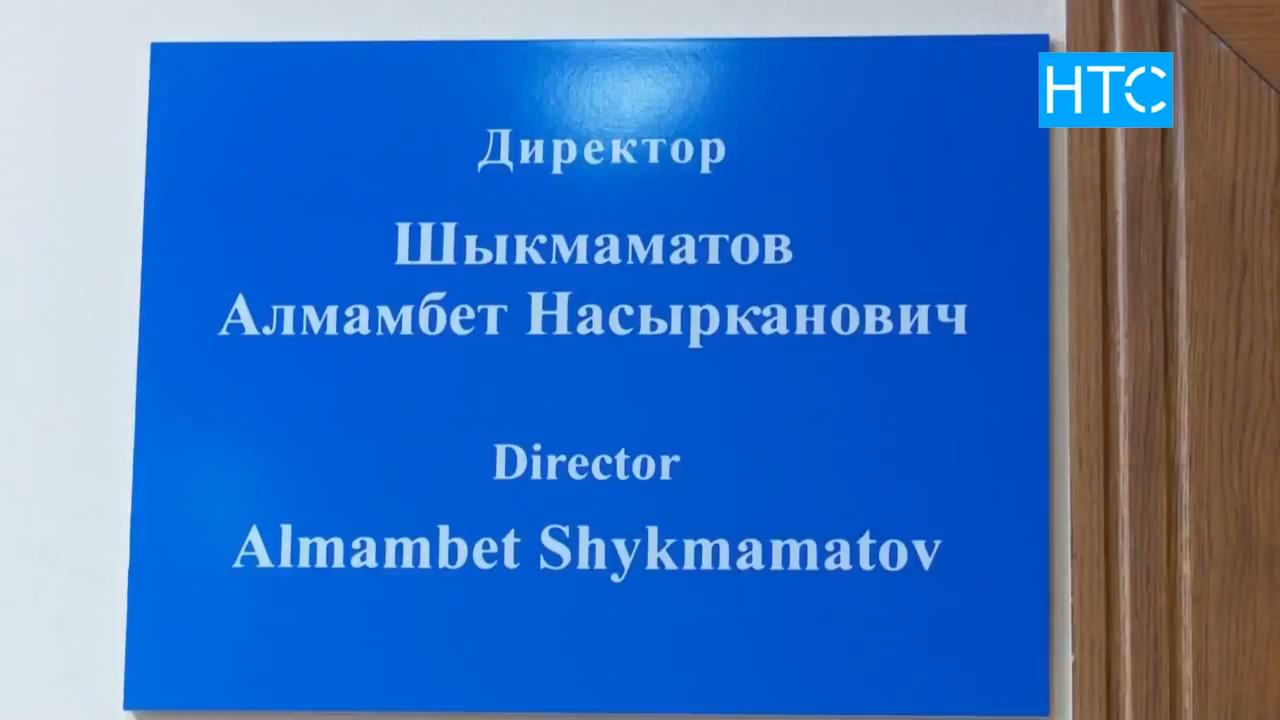 НТС
Директор
Шыкмаматов
Алмамбет Насырканович
Director
Almambet Shykmamatov